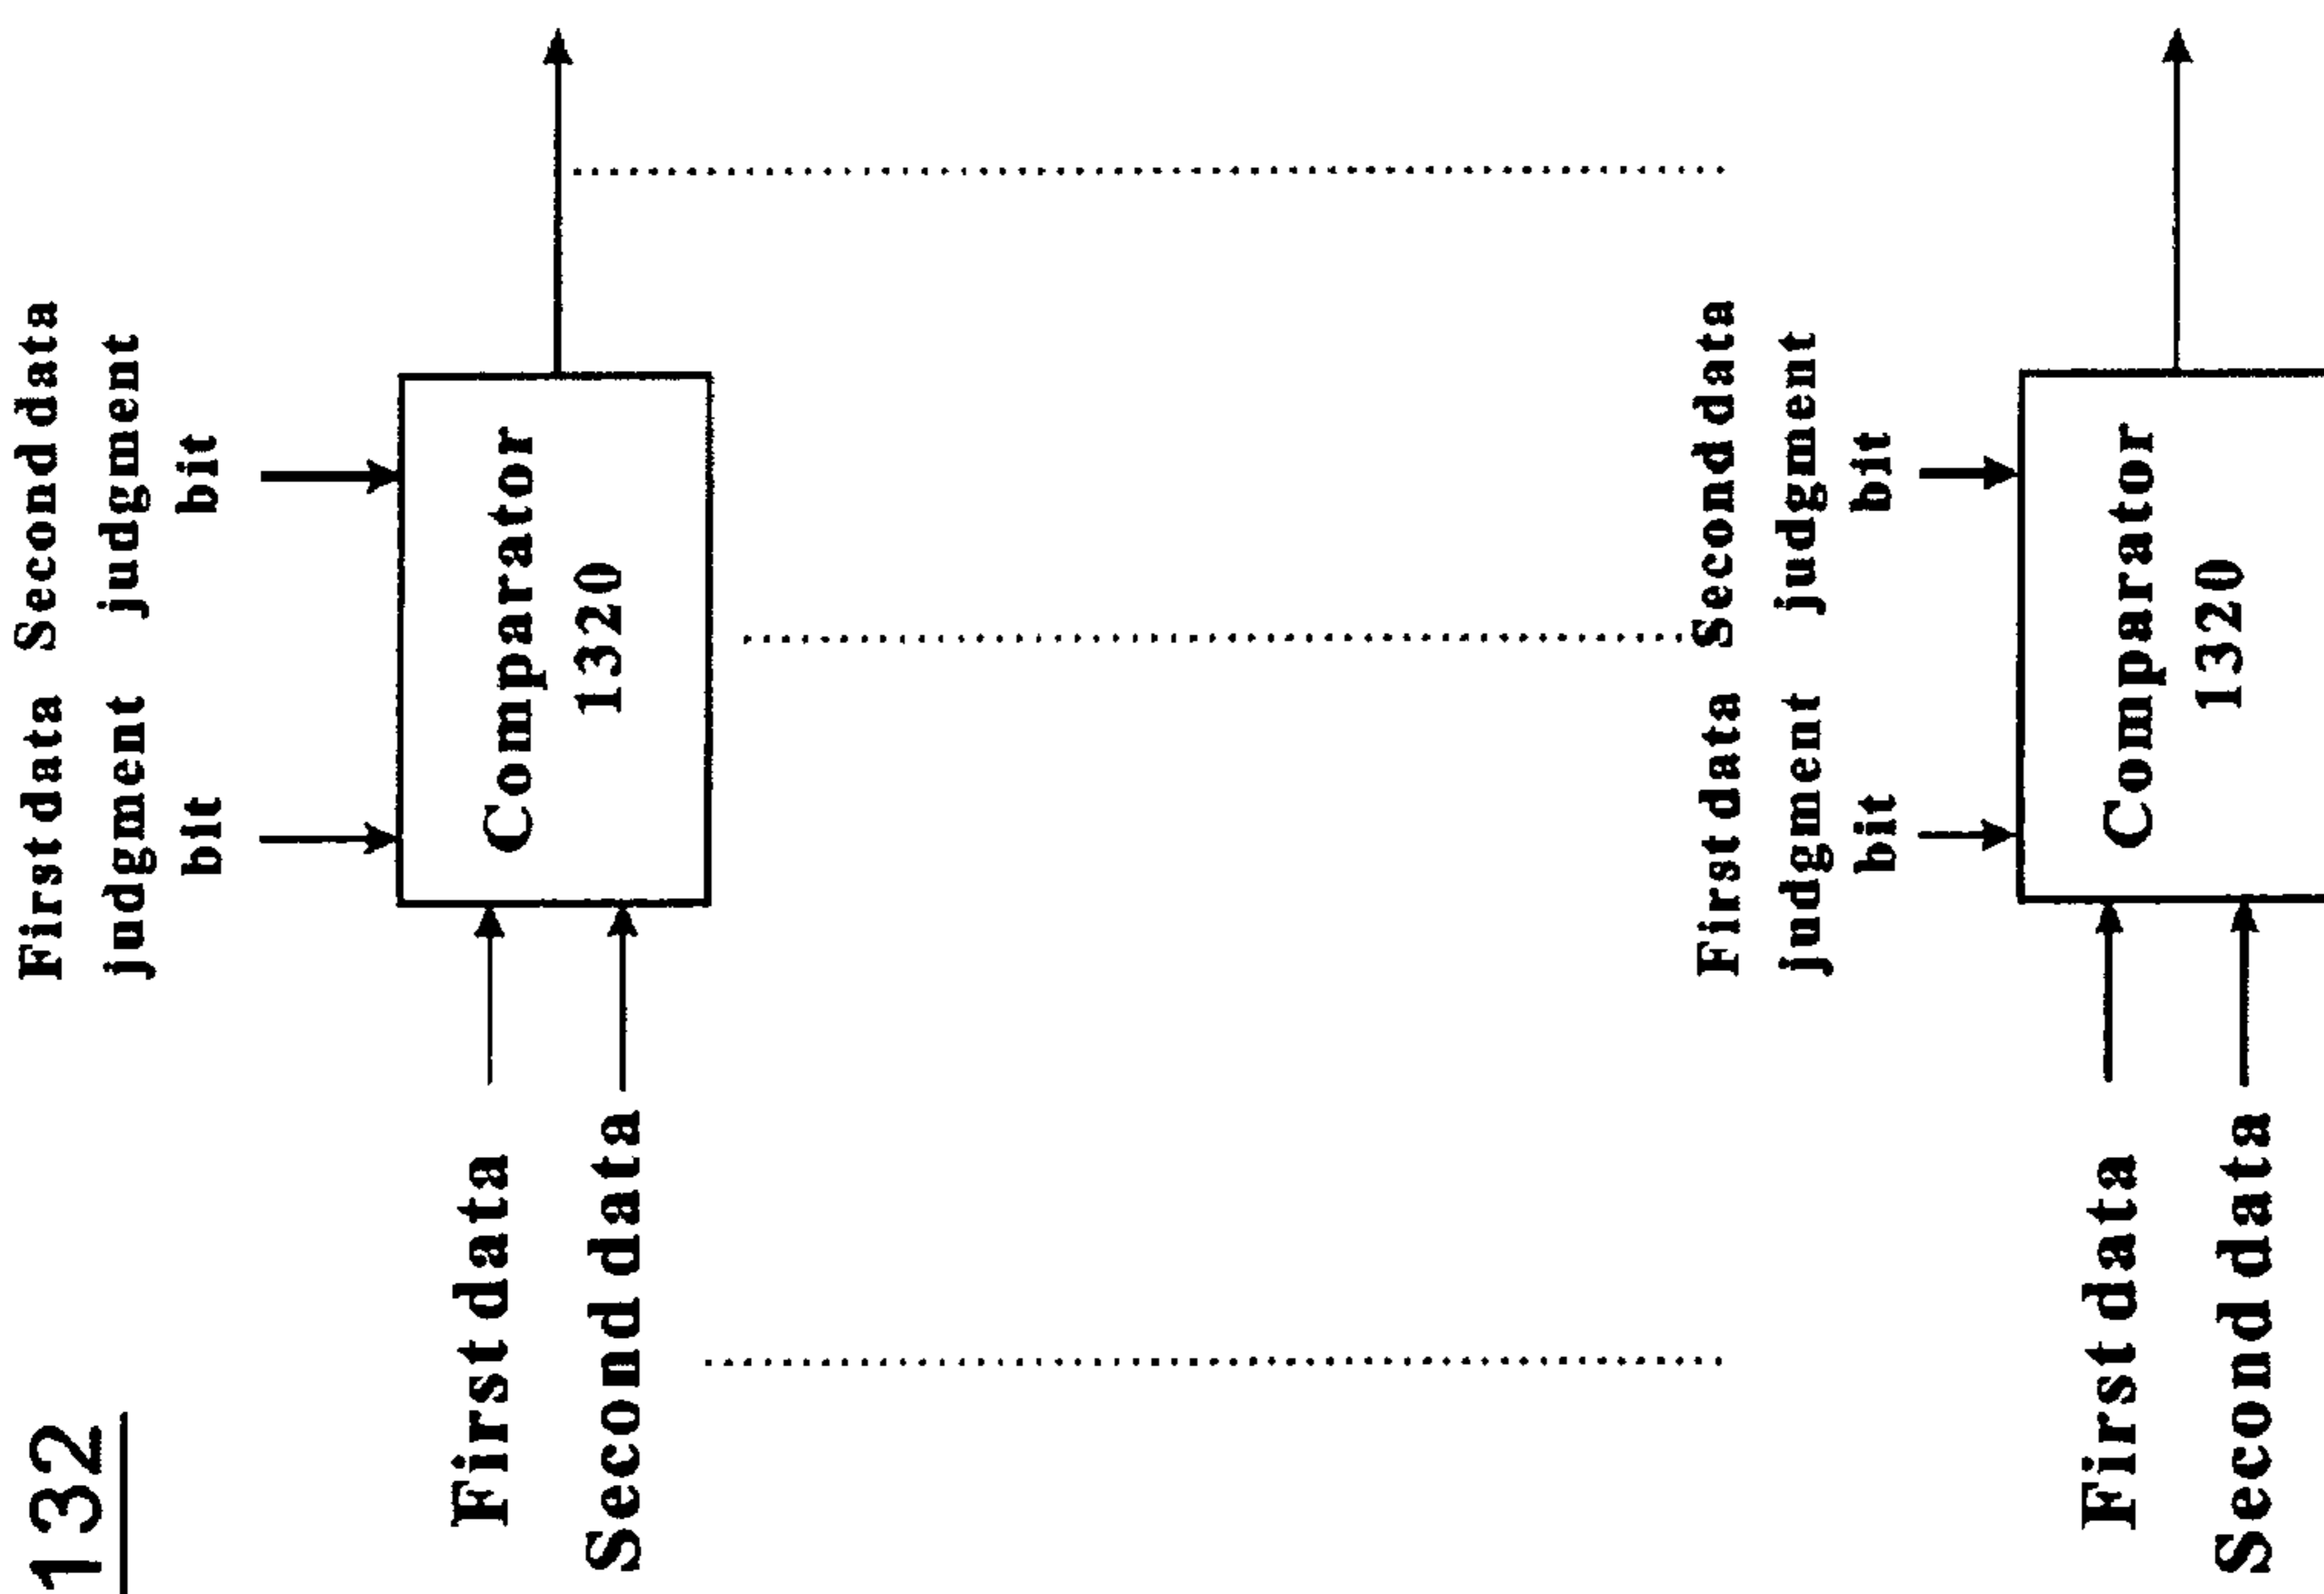 132
First data
judgment
bit
Second data
judgment
bit
First data
Second data
Comparator
1320
First data
judgment
bit
Second data
judgment
bit
First data
Second data
Comparator
1320